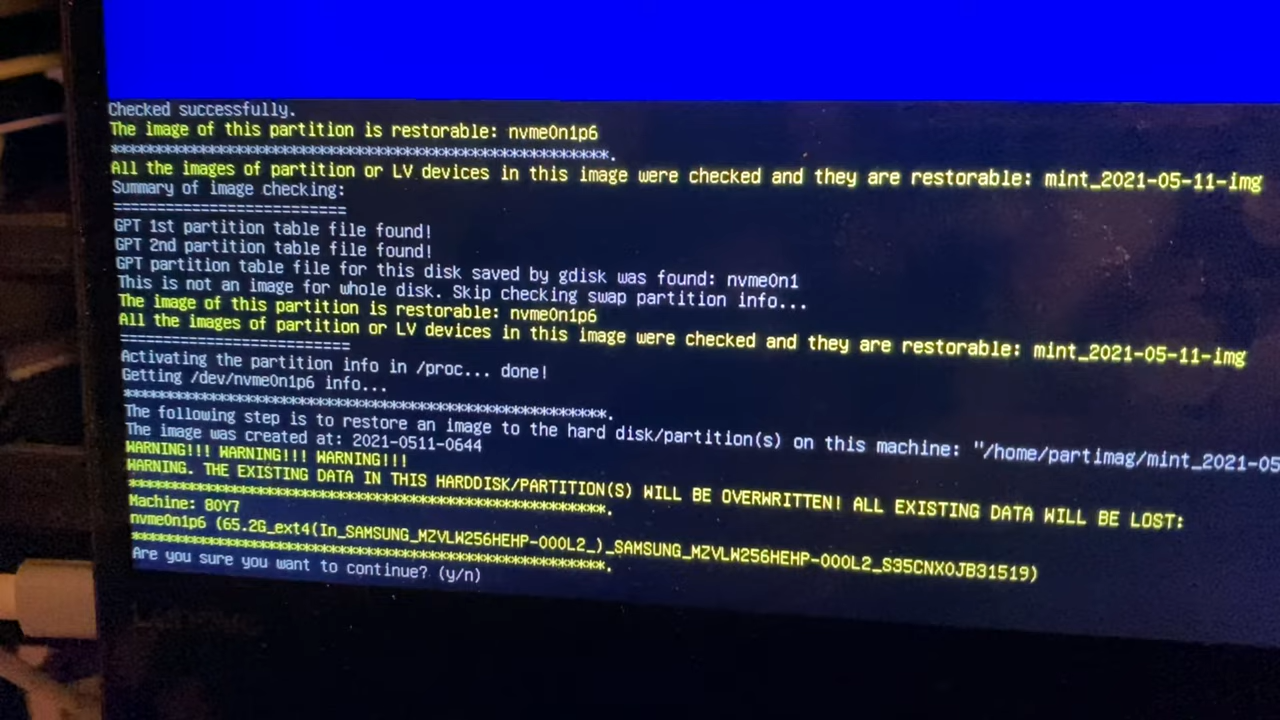 Checked successfully.
The image of this partition is restorable: nvme0n1p6
*****************************************************.
All the images of partition or LV devices in this image were checked and they are restorable: mint_2021-05-11-img
Summary of image checking:
=========================
GPT 1st partition table file found!
GPT 2nd partition table file found!
GPT partition table file for this disk saved by gdisk was found: nvme0n1
This is not an image for whole disk. Skip checking swap partition info...
The image of this partition is restorable: nvme0n1p6
All the images of partition or LV devices in this image were checked and they are restorable: mint_2021-05-11-img
=========================
Activating the partition info in /proc... done!
Getting /dev/nvme0n1p6 info...
*****************************************************.
The following step is to restore an image to the hard disk/partition(s) on this machine: "/home/partimag/mint_2021-05
The image was created at: 2021-0511-0644
WARNING!!! WARNING!!! WARNING!!!
WARNING. THE EXISTING DATA IN THIS HARDDISK/PARTITION(S) WILL BE OVERWRITTEN! ALL EXISTING DATA WILL BE LOST:
*****************************************************.
Machine: 80Y7
nvme0n1p6 (65.2G_ext4(In_SAMSUNG_MZVLW256HEHP-000L2_)_SAMSUNG_MZVLW256HEHP-000L2_S35CNX0JB31519)
*****************************************************.
Are you sure you want to continue? (y/n)